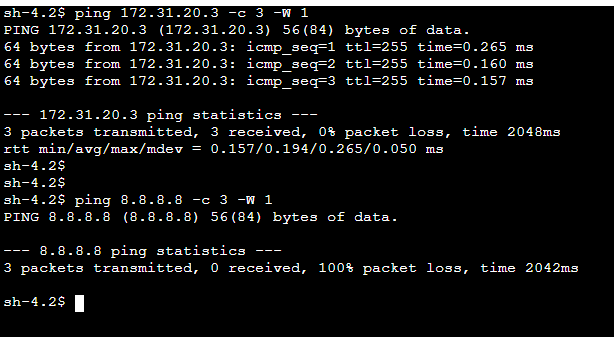 sh-4.2$ ping 172.31.20.3 -c 3 -W 1
PING 172.31.20.3 (172.31.20.3) 56(84) bytes of data.
64 bytes from 172.31.20.3: icmp_seq=1 ttl=255 time=0.265 ms
64 bytes from 172.31.20.3: icmp_seq=2 ttl=255 time=0.160 ms
64 bytes from 172.31.20.3: icmp_seq=3 ttl=255 time=0.157 ms
--- 172.31.20.3 ping statistics ---
3 packets transmitted, 3 received, 0% packet loss, time 2048ms
rtt min/avg/max/mdev = 0.157/0.194/0.265/0.050 ms
sh-4.2$
sh-4.2$
sh-4.2$ ping 8.8.8.8 -c 3 -W 1
PING 8.8.8.8 (8.8.8.8) 56(84) bytes of data.
--- 8.8.8.8 ping statistics ---
3 packets transmitted, 0 received, 100% packet loss, time 2042ms
sh-4.2$